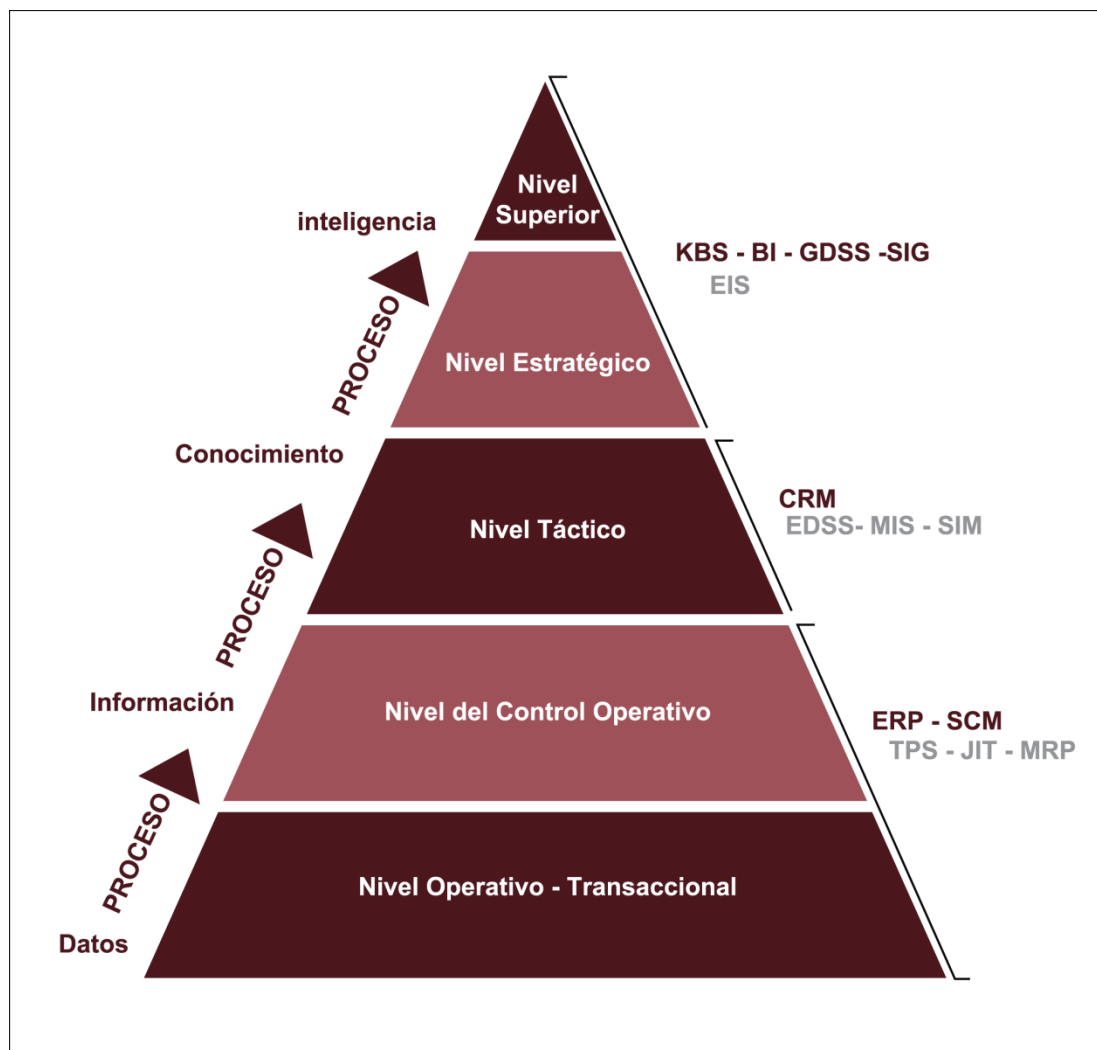 Nivel
Superior
inteligencia
KBS - BI - GDSS -SIG
EIS
PROCESO
Nivel Estratégico
Conocimiento
CRM
EDSS- MIS - SIM
Nivel Táctico
PROCESO
Información
Nivel del Control Operativo
ERP - SCM
TPS - JIT - MRP
PROCESO
Nivel Operativo - Transaccional
Datos